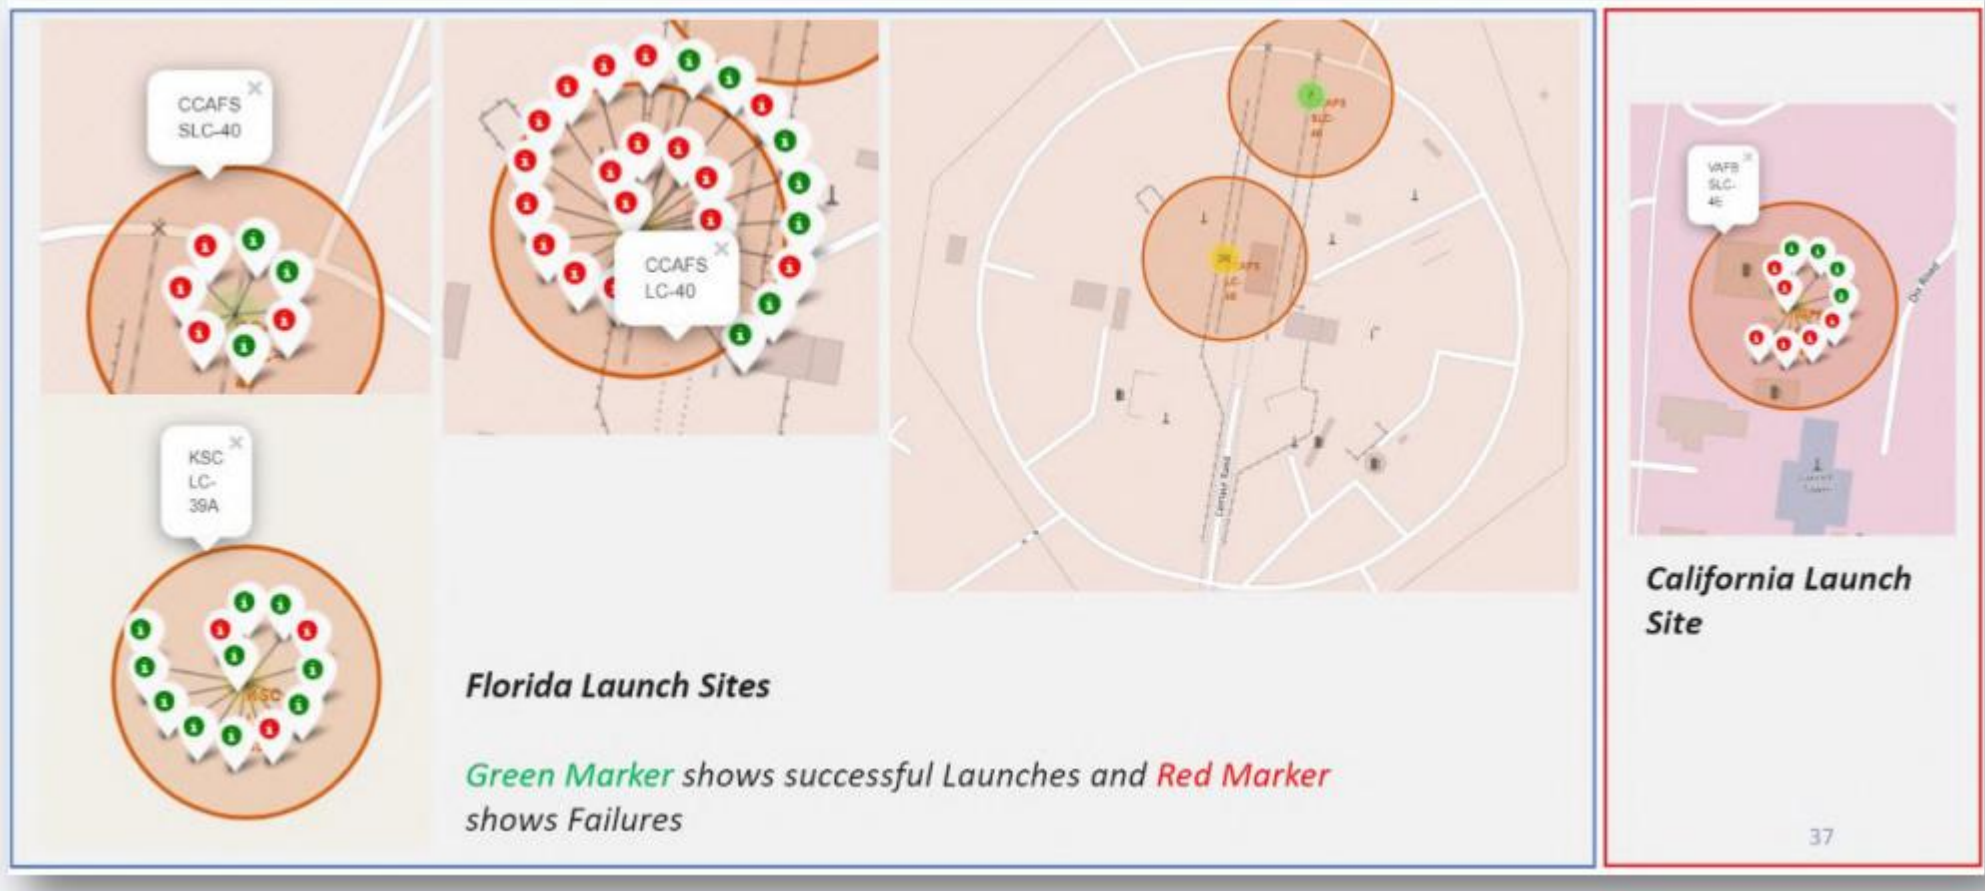 CCAFS
SLC-40
CCAFS
LC-40
KSC
LC-
39A
KSC
VAFB
SLC-
4E
Florida Launch Sites
Green Marker shows successful Launches and Red Marker
shows Failures
California Launch
Site
37